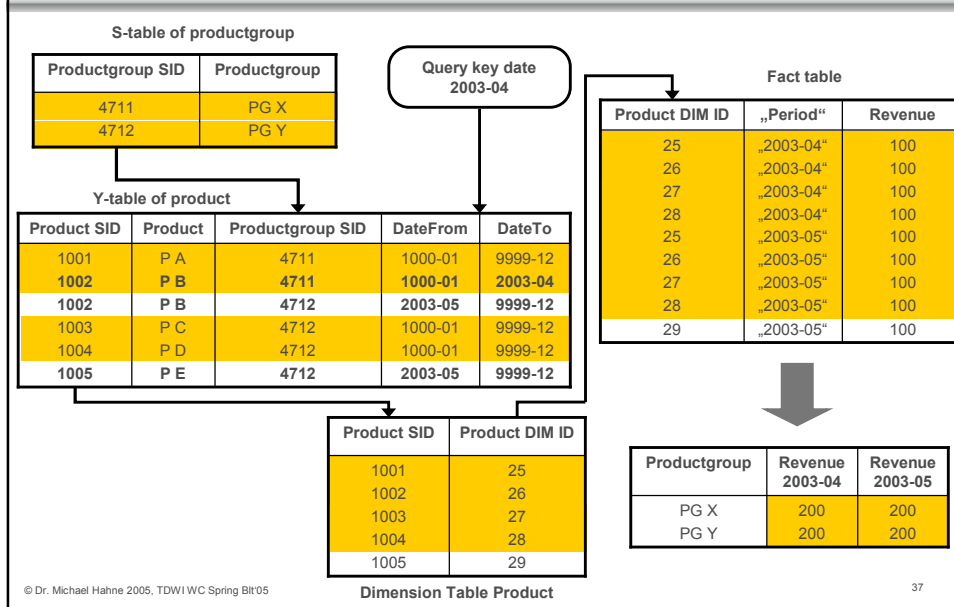 S-table of productgroup
Productgroup SID Productgroup
4711 PG X
4712 PG Y
Query key date
2003-04
Y-table of product
Product SID Product Productgroup SID DateFrom DateTo
1001 P A 4711 1000-01 9999-12
1002 P B 4711 1000-01 2003-04
1002 P B 4712 2003-05 9999-12
1003 P C 4712 1000-01 9999-12
1004 P D 4712 1000-01 9999-12
1005 P E 4712 2003-05 9999-12
Product SID Product DIM ID
1001 25
1002 26
1003 27
1004 28
1005 29
Dimension Table Product
Fact table
Product DIM ID „Period“ Revenue
25 „2003-04“ 100
26 „2003-04“ 100
27 „2003-04“ 100
28 „2003-04“ 100
25 „2003-05“ 100
26 „2003-05“ 100
27 „2003-05“ 100
28 „2003-05“ 100
29 „2003-05“ 100
Productgroup Revenue Revenue
2003-04 2003-05
PG X 200 200
PG Y 200 200
© Dr. Michael Hahne 2005, TDWI WC Spring Blt'05
37